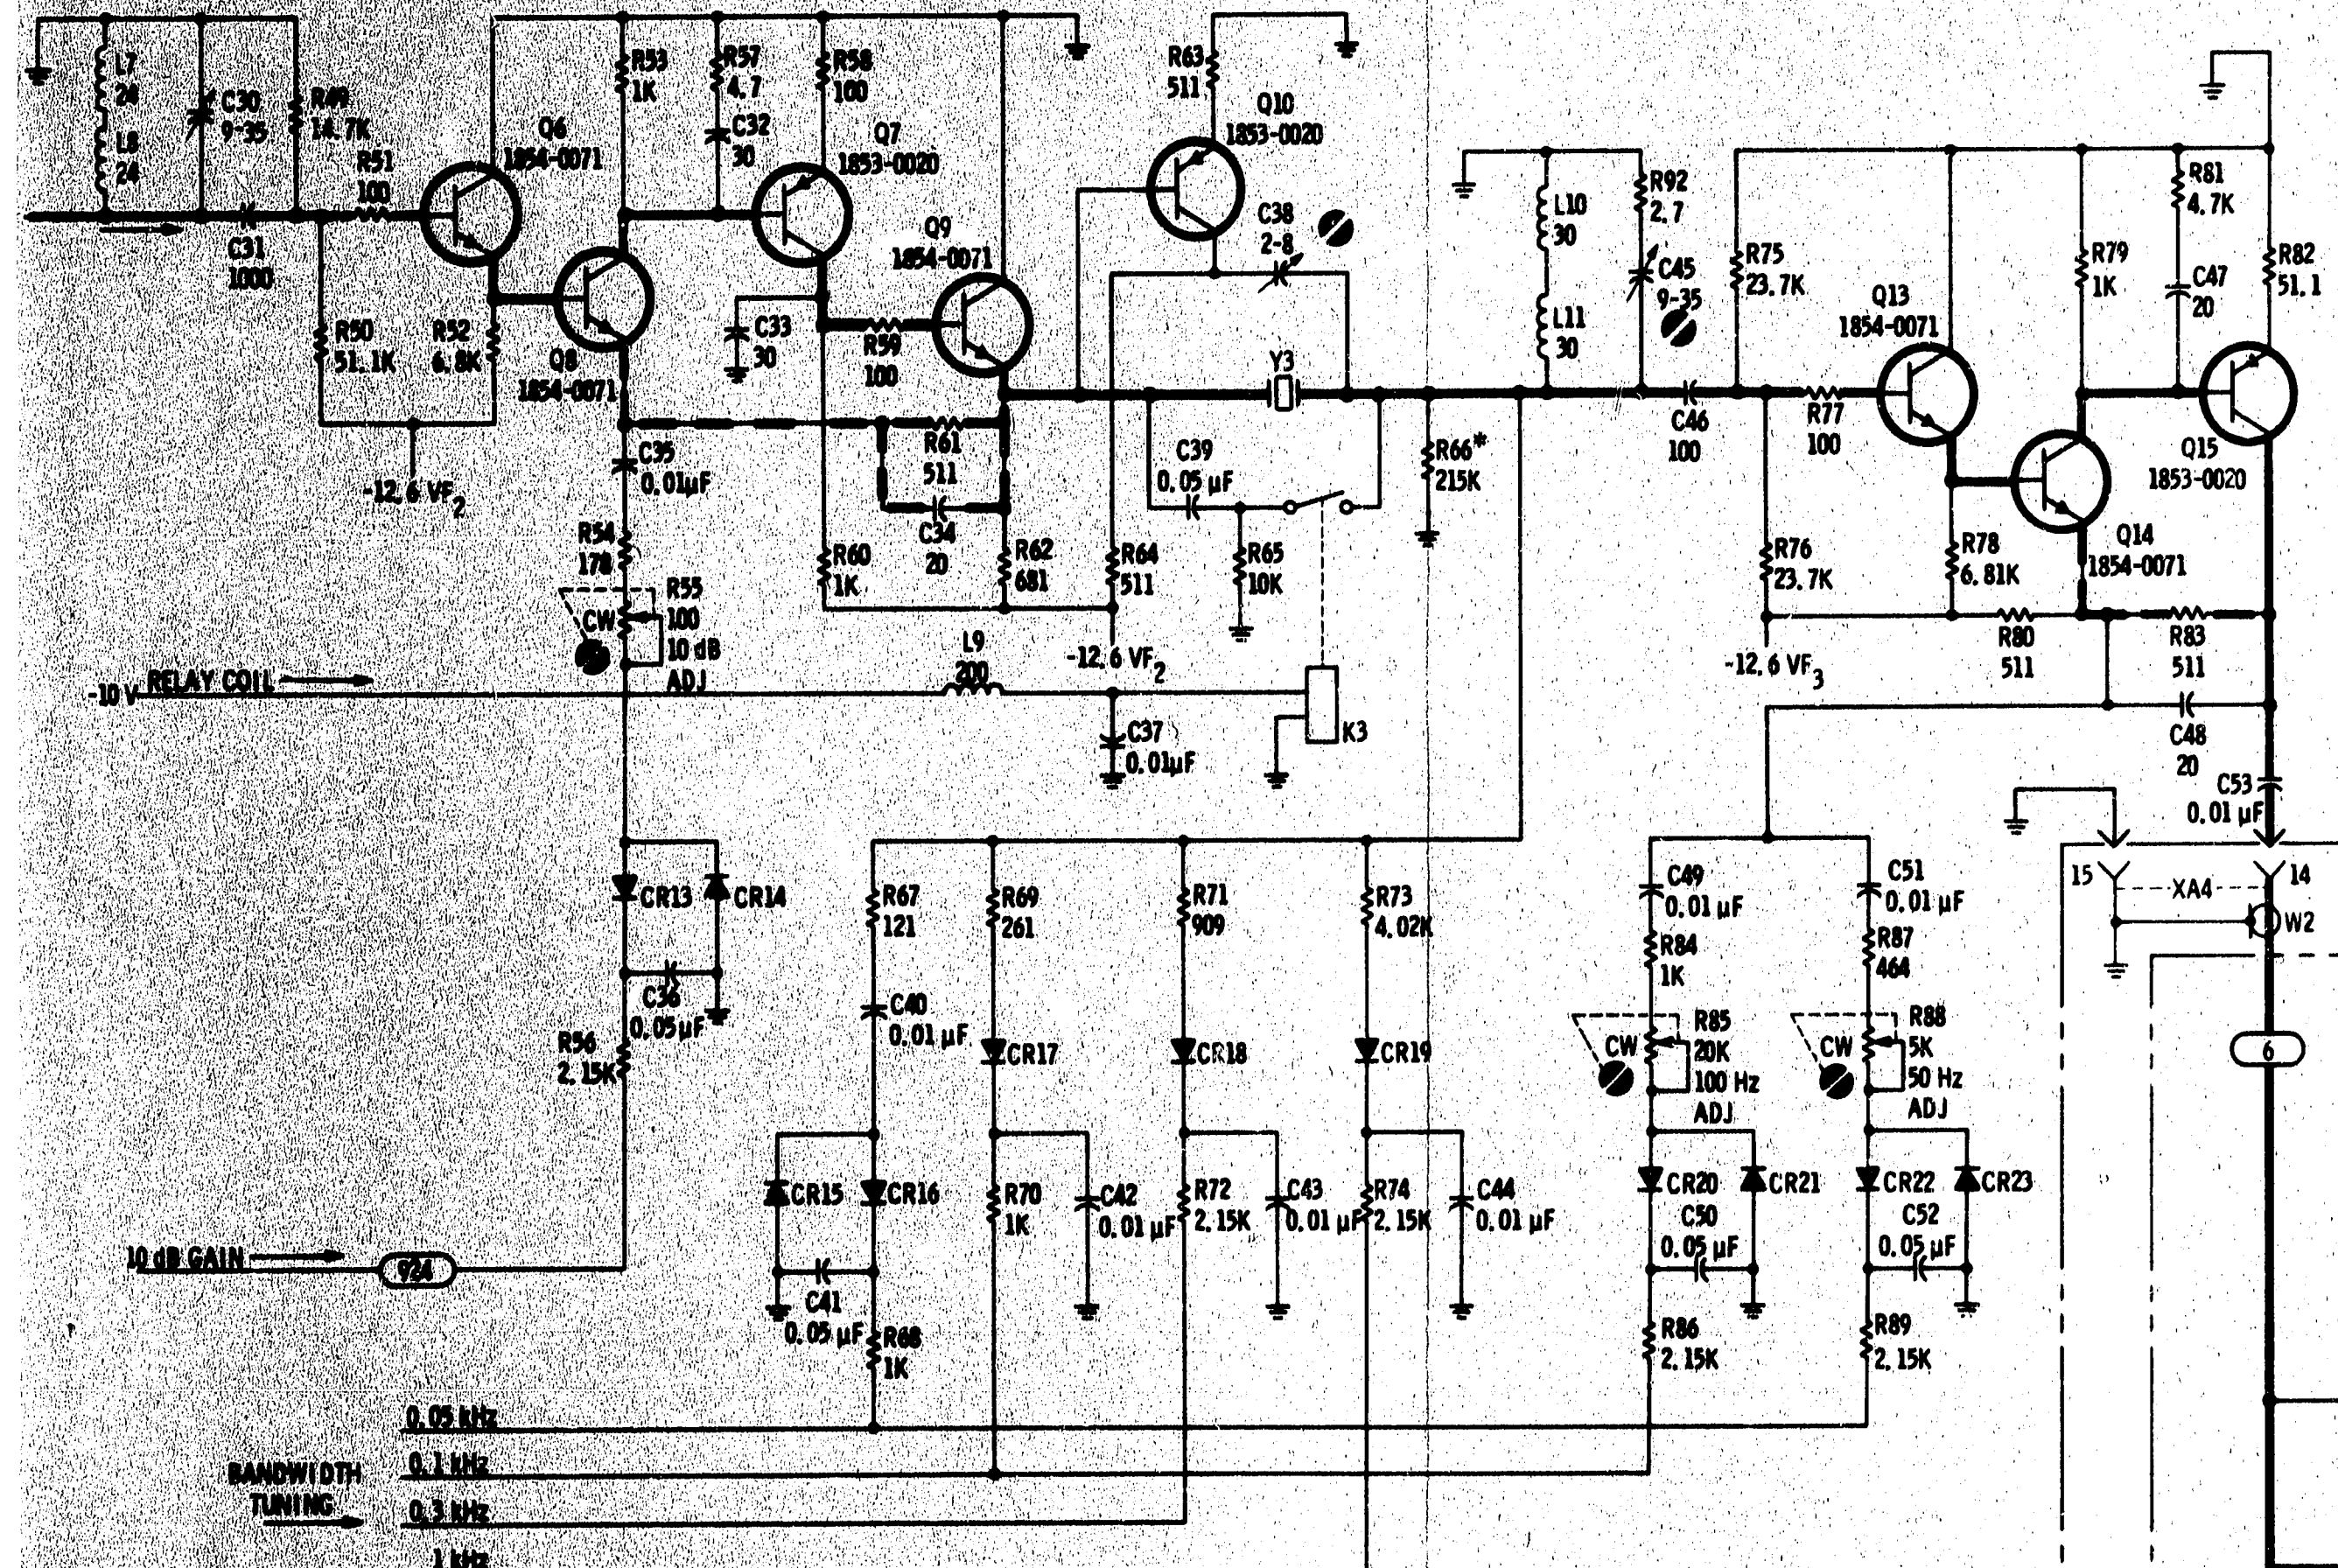 L7
24
L8
24
C30
9-35
R49
14.7K
C31
1000
R51
100
Q6
1854-0071
R50
51.1K
R52
6.8K
-12.6 VF2
R53
1K
R57
4.7
C32
30
R58
100
Q7
1853-0020
Q8
1854-0071
C33
30
Q9
1854-0071
R59
100
R61
511
C34
20
C35
0.01µF
R54
178
R55
100
10 dB
ADJ
CW
R60
1K
R62
681
R63
511
Q10
1853-0020
C38
2-8
Y3
C39
0.05 µF
R64
511
R65
10K
-12.6 VF2
R66*
215K
L9
200
-10 V
RELAY COIL
C37
0.01µF
K3
L10
30
L11
30
R92
2.7
C45
9-35
C46
100
R75
23.7K
R77
100
Q13
1854-0071
R76
23.7K
-12.6 VF3
R78
6.81K
R79
1K
R81
4.7K
C47
20
R82
51.1
Q15
1853-0020
Q14
1854-0071
R80
511
R83
511
C48
20
C53
0.01 µF
15
XA4
14
W2
6
CR13
CR14
C36
0.05µF
R56
2.15K
10 dB GAIN
924
R67
121
C40
0.01 µF
CR15
CR16
C41
0.05 µF
R68
1K
R69
261
CR17
R70
1K
C42
0.01 µF
R71
909
CR18
R72
2.15K
C43
0.01 µF
R73
4.02K
CR19
R74
2.15K
C44
0.01 µF
C49
0.01 µF
R84
1K
CW
R85
20K
100 Hz
ADJ
CR20
CR21
C50
0.05 µF
R86
2.15K
C51
0.01 µF
R87
464
CW
R88
5K
50 Hz
ADJ
CR22
CR23
C52
0.05 µF
R89
2.15K
BANDWIDTH
TUNING
0.05 kHz
0.1 kHz
0.3 kHz
1 kHz